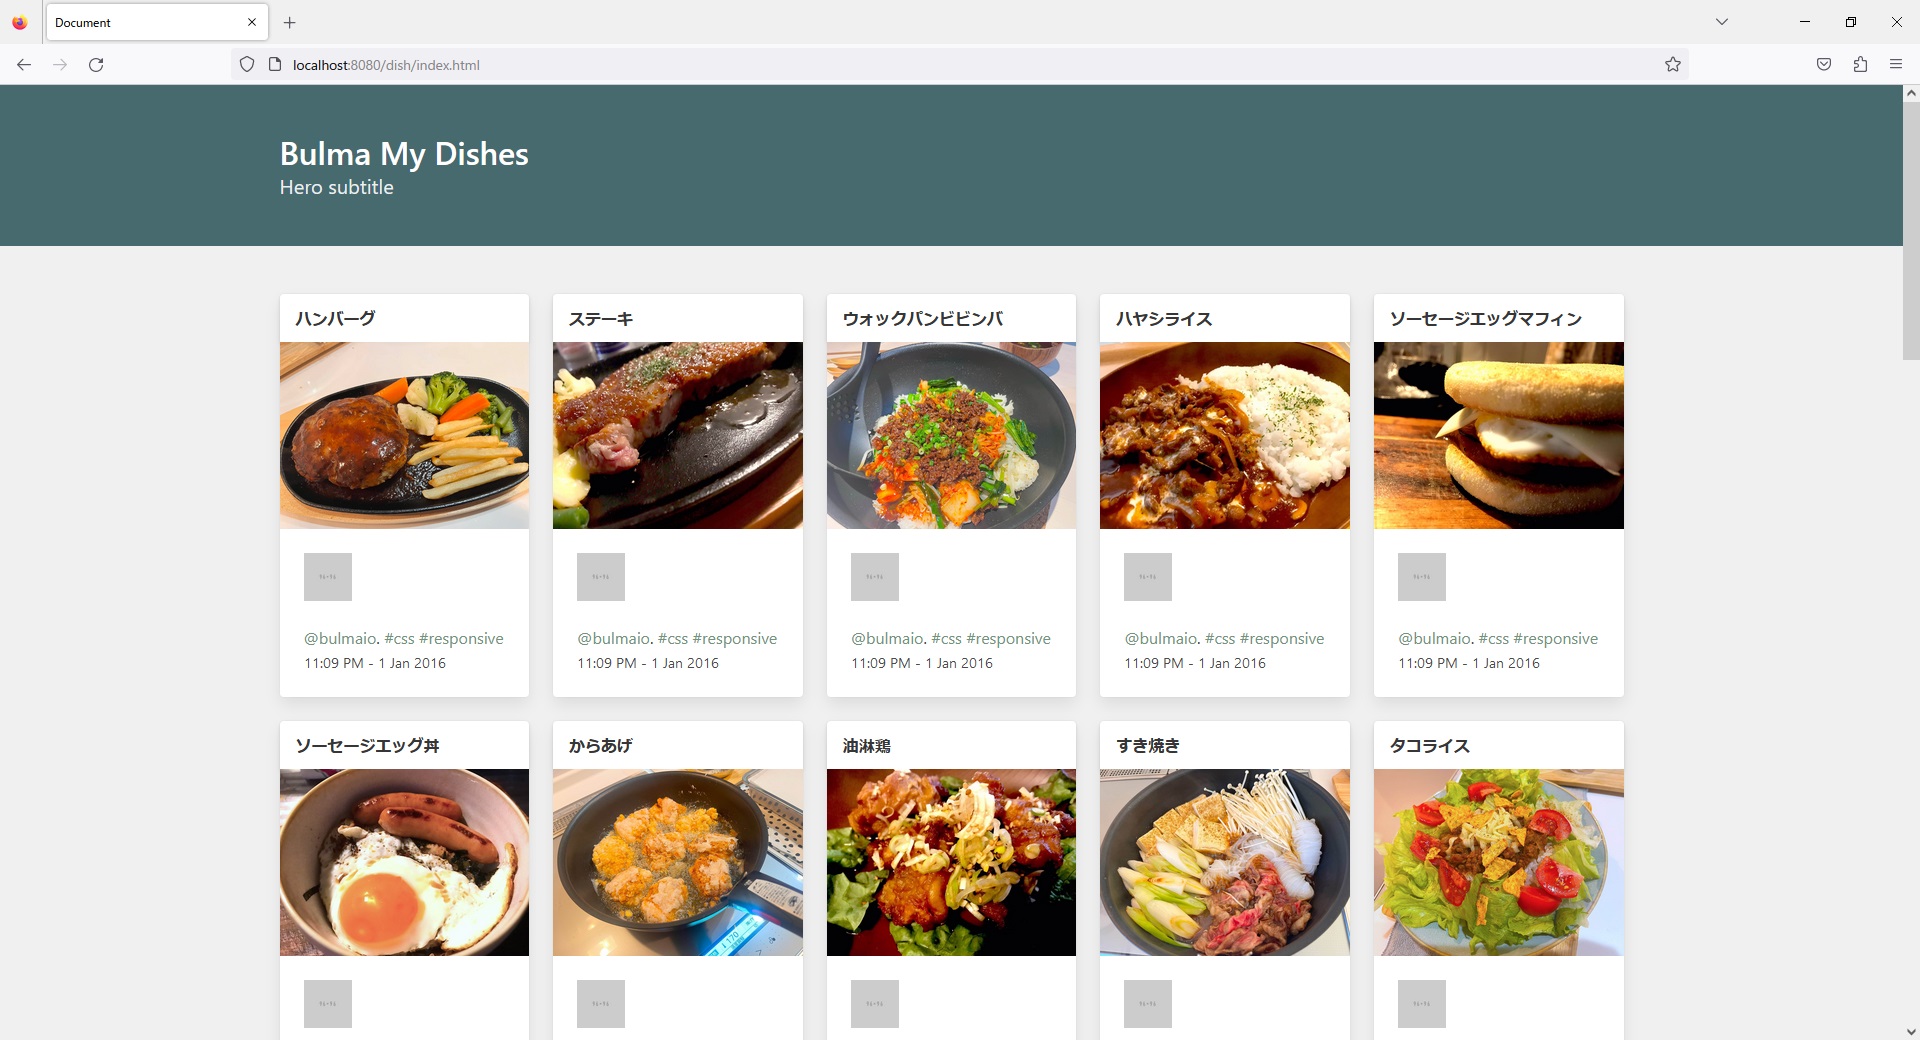 Document
localhost:8080/dish/index.html
Bulma My Dishes
Hero subtitle
ハンバーグ
ステーキ
ウォックパンビビンバ
ハヤシライス
ソーセージエッグマフィン
@bulmaio. #css #responsive
11:09 PM - 1 Jan 2016
@bulmaio. #css #responsive
11:09 PM - 1 Jan 2016
@bulmaio. #css #responsive
11:09 PM - 1 Jan 2016
@bulmaio. #css #responsive
11:09 PM - 1 Jan 2016
@bulmaio. #css #responsive
11:09 PM - 1 Jan 2016
ソーセージエッグ丼
からあげ
油淋鶏
すき焼き
タコライス